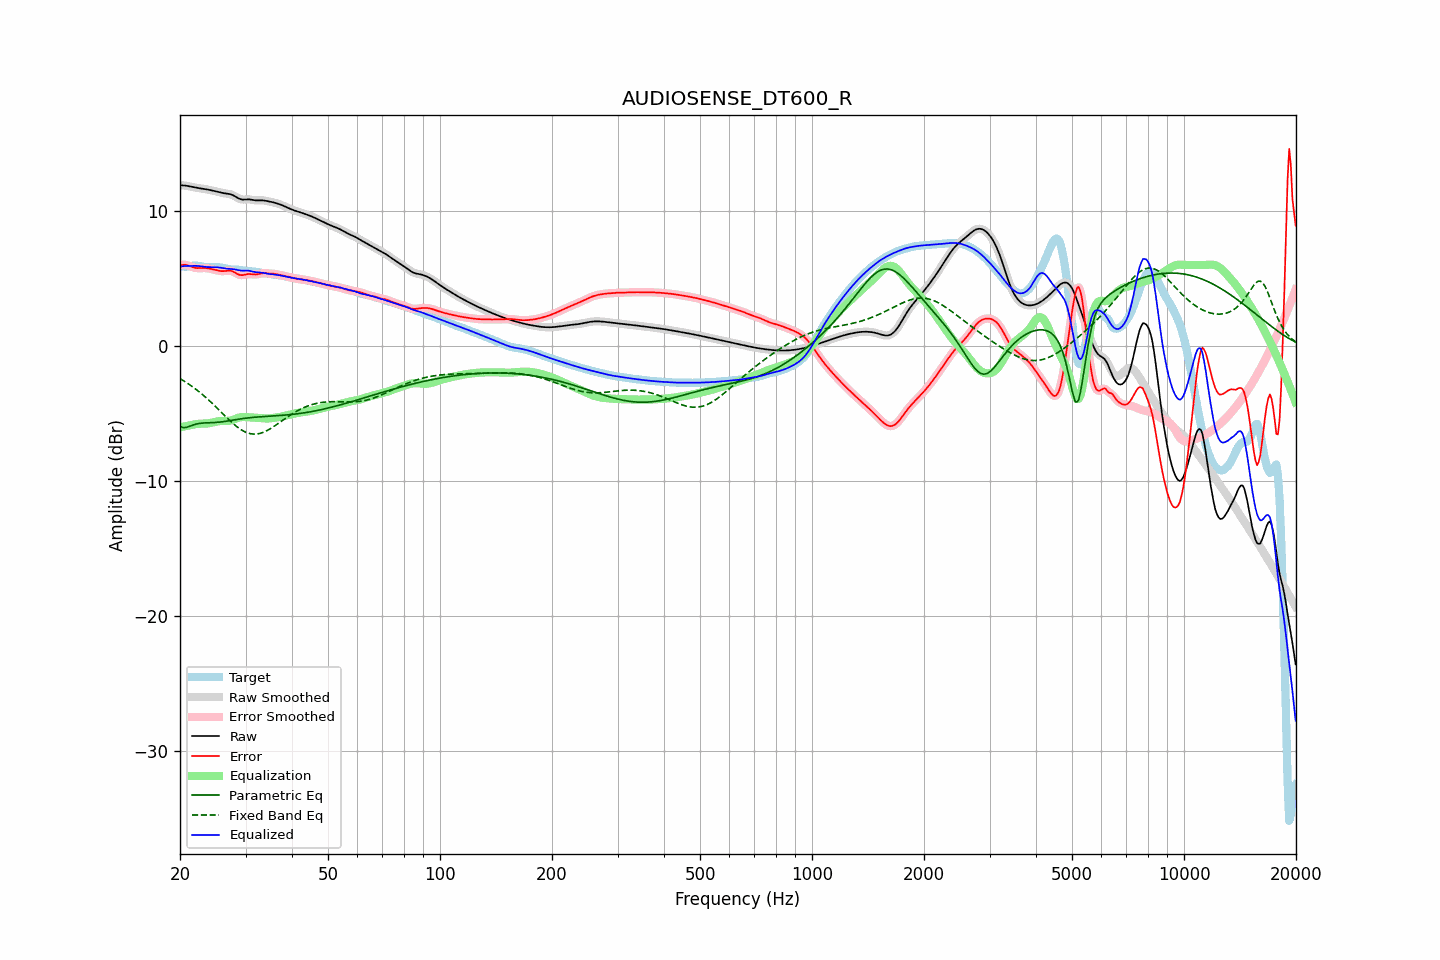 AUDIOSENSE_DT600_R
Amplitude (dBr)
10
0
−10
−20
−30
Target
Raw Smoothed
Error Smoothed
Raw
Error
Equalization
Parametric Eq
Fixed Band Eq
Equalized
20 50 100 200 500 1000 2000 5000 10000 20000
Frequency (Hz)